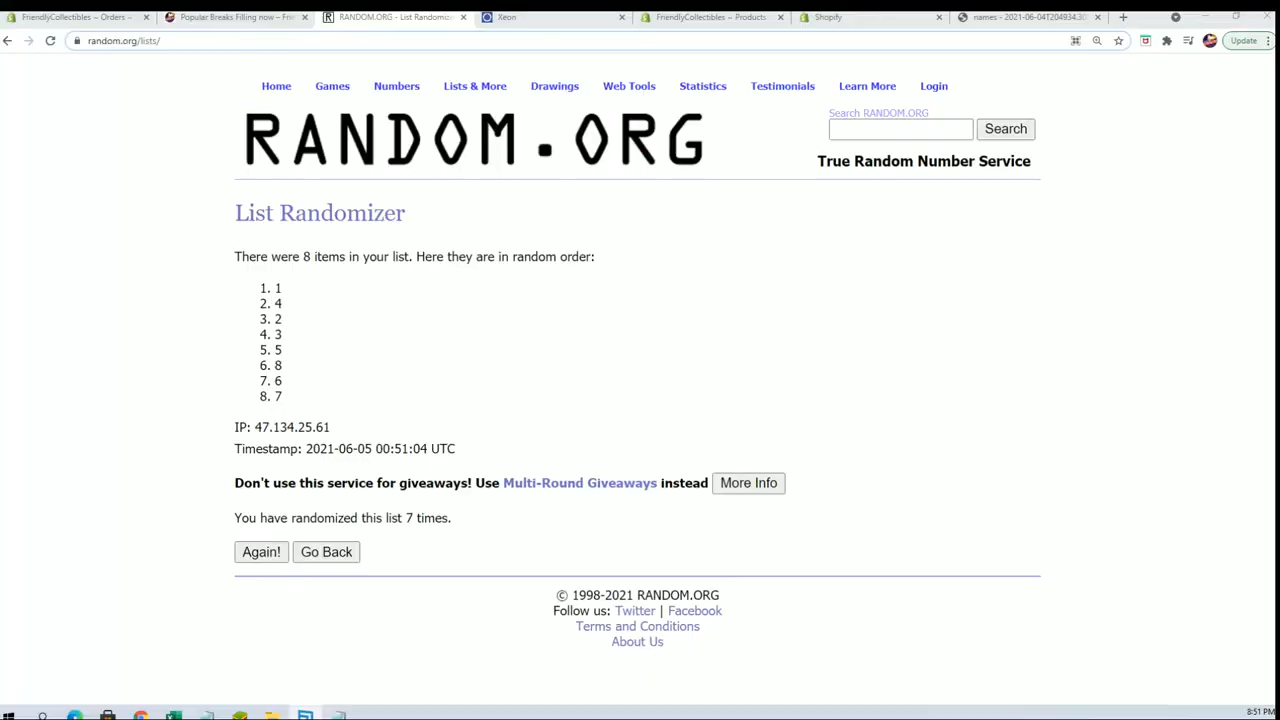 FriendlyCollectibles ~ Orders ~
Popular Breaks Filling now – Frie
RANDOM.ORG - List Randomizer
Xeon
FriendlyCollectibles ~ Products
Shopify
names - 2021-06-04T204934.30
random.org/lists/
Update
Home Games Numbers Lists & More Drawings Web Tools Statistics Testimonials Learn More Login
RANDOM.ORG
Search RANDOM.ORG
Search
True Random Number Service
List Randomizer
There were 8 items in your list. Here they are in random order:
1. 1
2. 4
3. 2
4. 3
5. 5
6. 8
7. 6
8. 7
IP: 47.134.25.61
Timestamp: 2021-06-05 00:51:04 UTC
Don't use this service for giveaways! Use Multi-Round Giveaways instead More Info
You have randomized this list 7 times.
Again! Go Back
© 1998-2021 RANDOM.ORG
Follow us: Twitter | Facebook
Terms and Conditions
About Us
8:51 PM